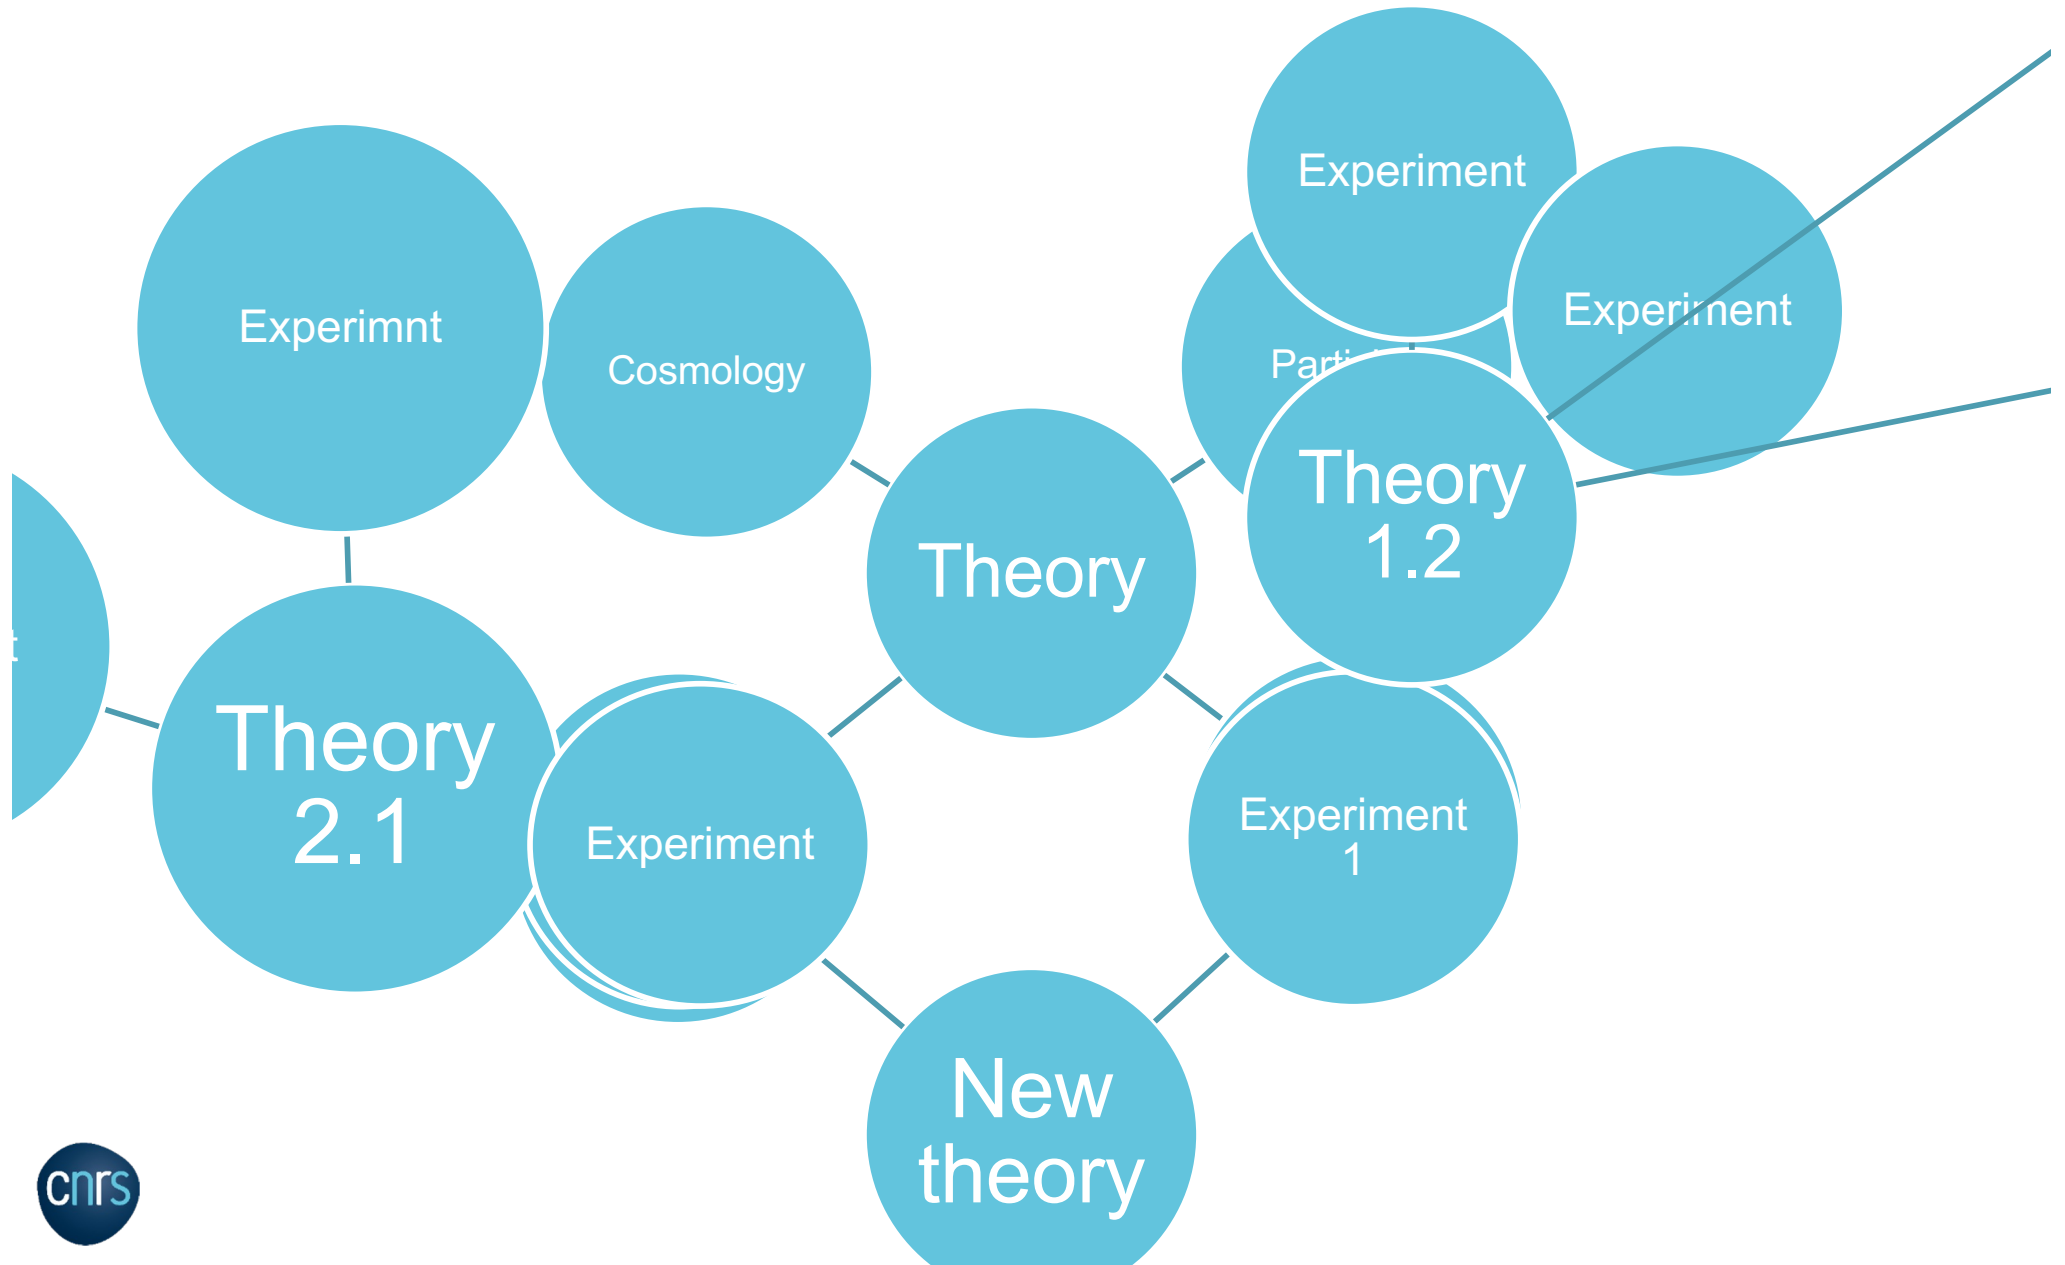 Experiment
Experiment
Experimnt
Cosmology
Theory
1.2
Theory
Theory
2.1
Experiment
Experiment
1
New
theory
cnrs